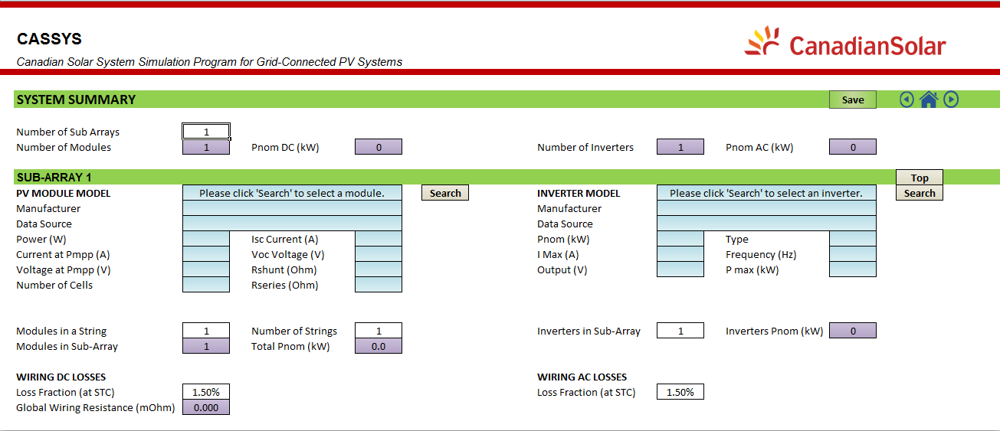 CASSYS
Canadian Solar System Simulation Program for Grid-Connected PV Systems
CanadianSolar
SYSTEM SUMMARY
Save
Number of Sub Arrays 1
Number of Modules 1 Pnom DC (kW) 0 Number of Inverters 1 Pnom AC (kW) 0
SUB-ARRAY 1
Top
PV MODULE MODEL Please click 'Search' to select a module. Search INVERTER MODEL Please click 'Search' to select an inverter. Search
Manufacturer Manufacturer
Data Source Data Source
Power (W) Isc Current (A) Pnom (kW) Type
Current at Pmpp (A) Voc Voltage (V) I Max (A) Frequency (Hz)
Voltage at Pmpp (V) Rshunt (Ohm) Output (V) P max (kW)
Number of Cells Rseries (Ohm)
Modules in a String 1 Number of Strings 1 Inverters in Sub-Array 1 Inverters Pnom (kW) 0
Modules in Sub-Array 1 Total Pnom (kW) 0.0
WIRING DC LOSSES WIRING AC LOSSES
Loss Fraction (at STC) 1.50% Loss Fraction (at STC) 1.50%
Global Wiring Resistance (mOhm) 0.000